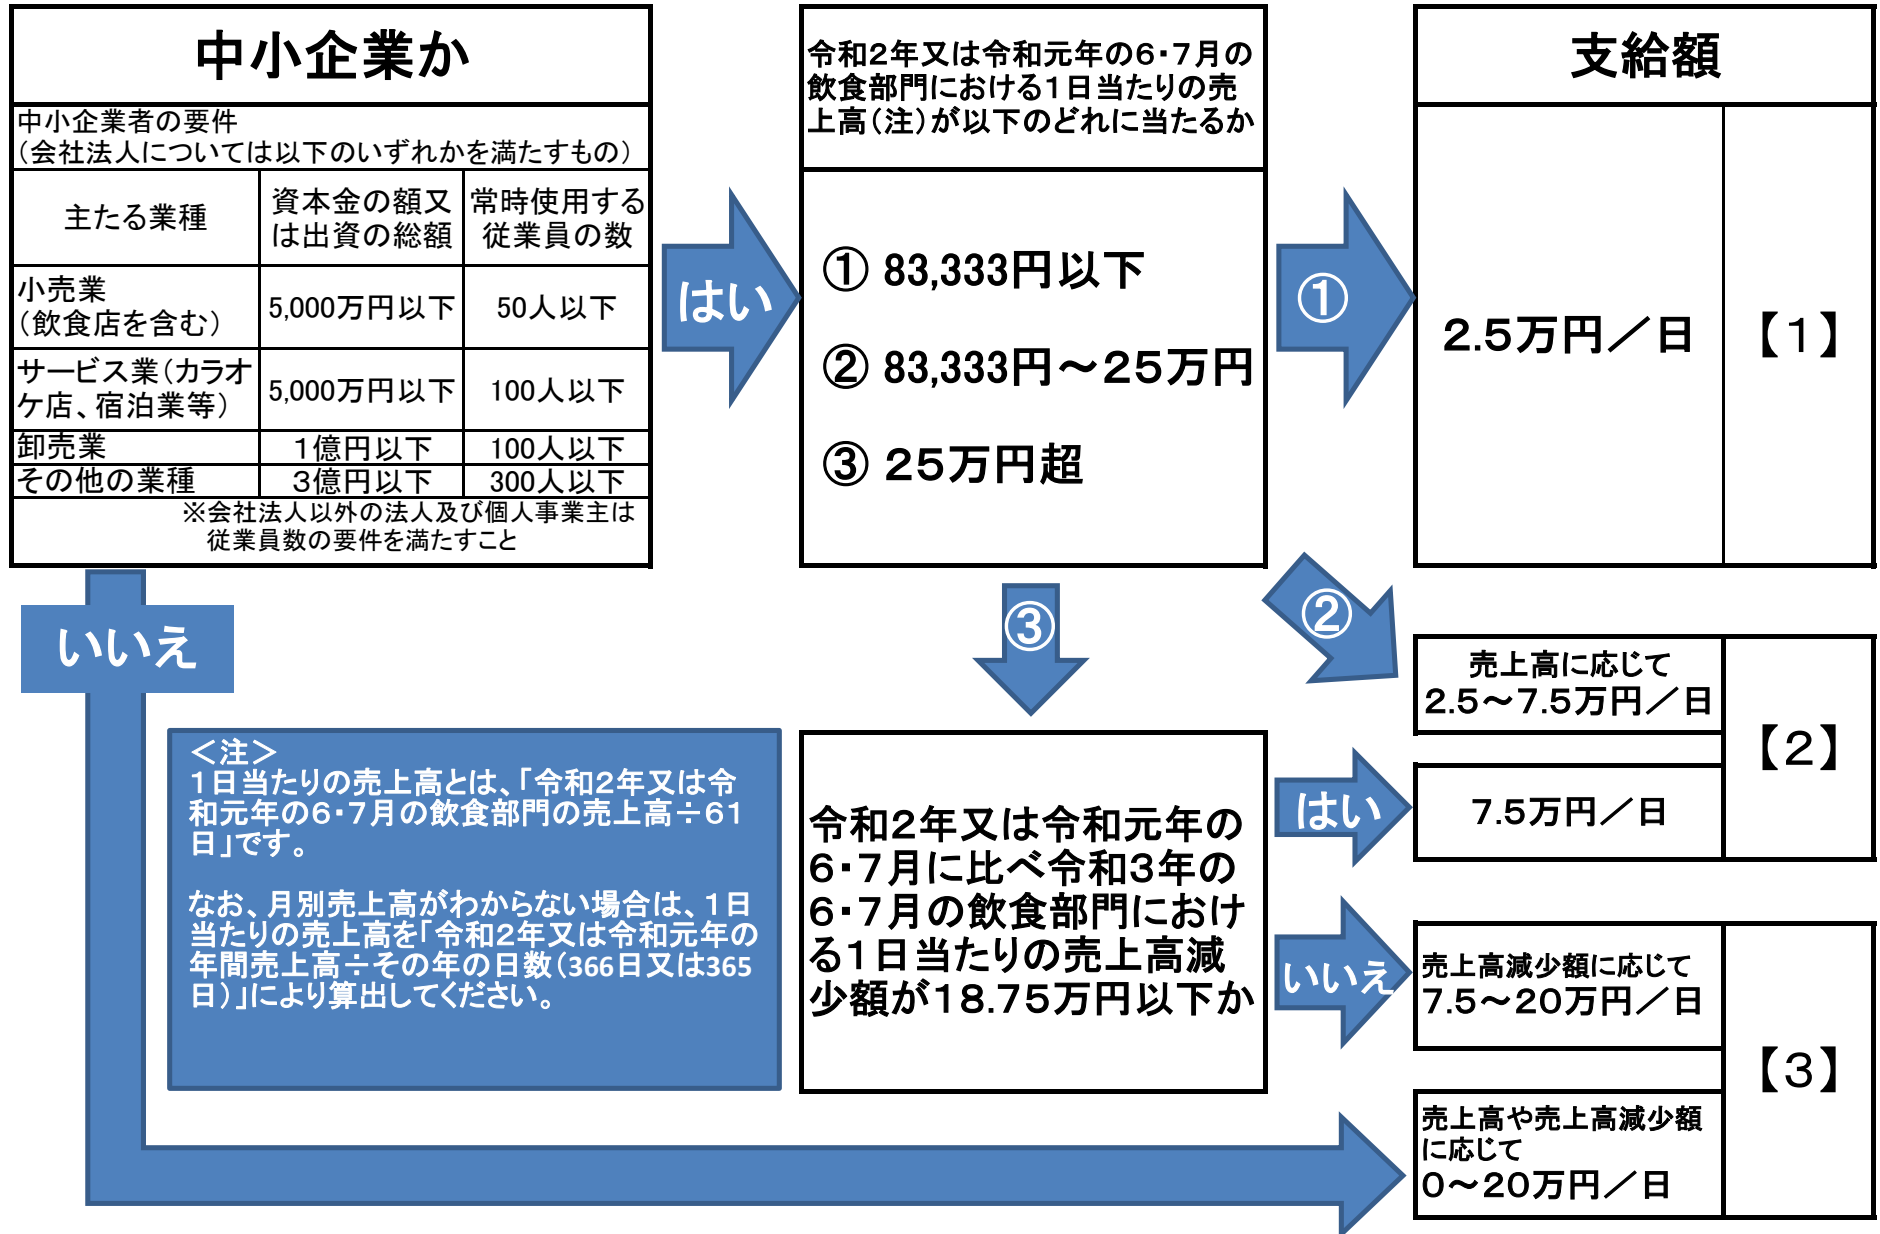 中小企業か
中小企業者の要件
（会社法人については以下のいずれかを満たすもの）
主たる業種
資本金の額又
は出資の総額
常時使用する
従業員の数
小売業
（飲食店を含む）
5,000万円以下
50人以下
サービス業（カラオ
ケ店、宿泊業等）
5,000万円以下
100人以下
卸売業
１億円以下
100人以下
その他の業種
３億円以下
300人以下
※会社法人以外の法人及び個人事業主は
従業員数の要件を満たすこと
はい
令和２年又は令和元年の６・７月の
飲食部門における１日当たりの売
上高（注）が以下のどれに当たるか
① 83,333円以下
② 83,333円～２５万円
③ ２５万円超
①
支給額
２.５万円／日
【１】
いいえ
③
②
売上高に応じて
２.５～７.５万円／日
【２】
７.５万円／日
＜注＞
１日当たりの売上高とは、「令和２年又は令
和元年の６・７月の飲食部門の売上高÷６１
日」です。
なお、月別売上高がわからない場合は、１日
当たりの売上高を「令和２年又は令和元年の
年間売上高÷その年の日数（366日又は365
日）」により算出してください。
令和２年又は令和元年の
６・７月に比べ令和３年の
６・７月の飲食部門におけ
る１日当たりの売上高減
少額が１８.７５万円以下か
はい
いいえ
売上高減少額に応じて
７.５～２０万円／日
【３】
売上高や売上高減少額
に応じて
０～２０万円／日